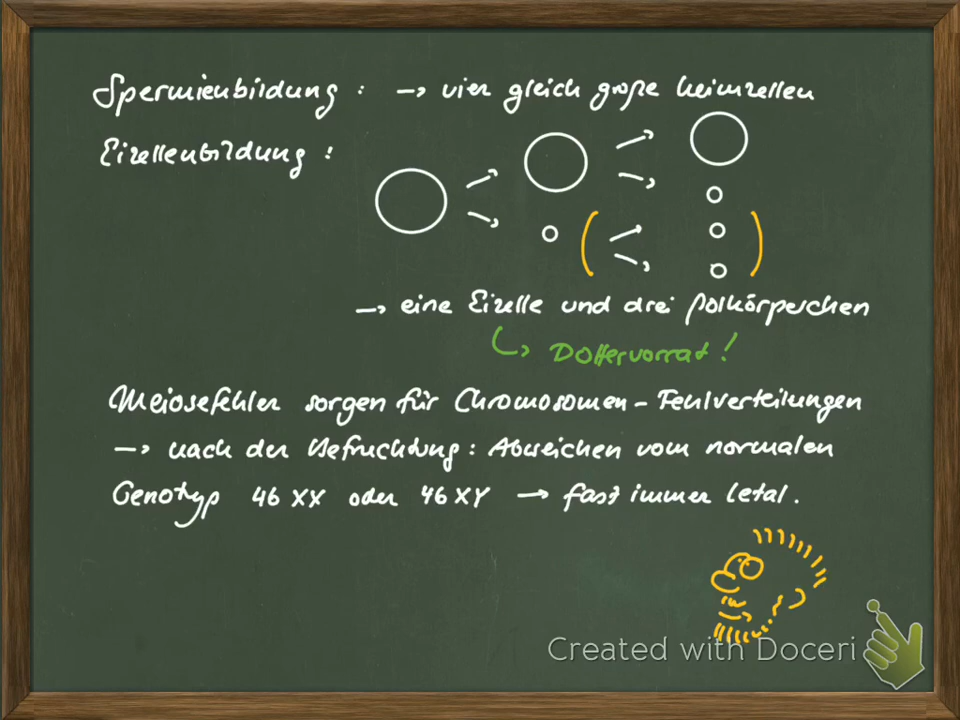 Spermienbildung : → vier gleich große Keimzellen
Eizellenbildung :
→ eine Eizelle und drei Polkörperchen
↳ Dottervorrat!
Meiosefehler sorgen für Chromosomen - Fehlverteilungen
→ nach der Befruchtung: Abweichen vom normalen
Genotyp 46 XX oder 46 XY → fast immer letal.
Created with Doceri